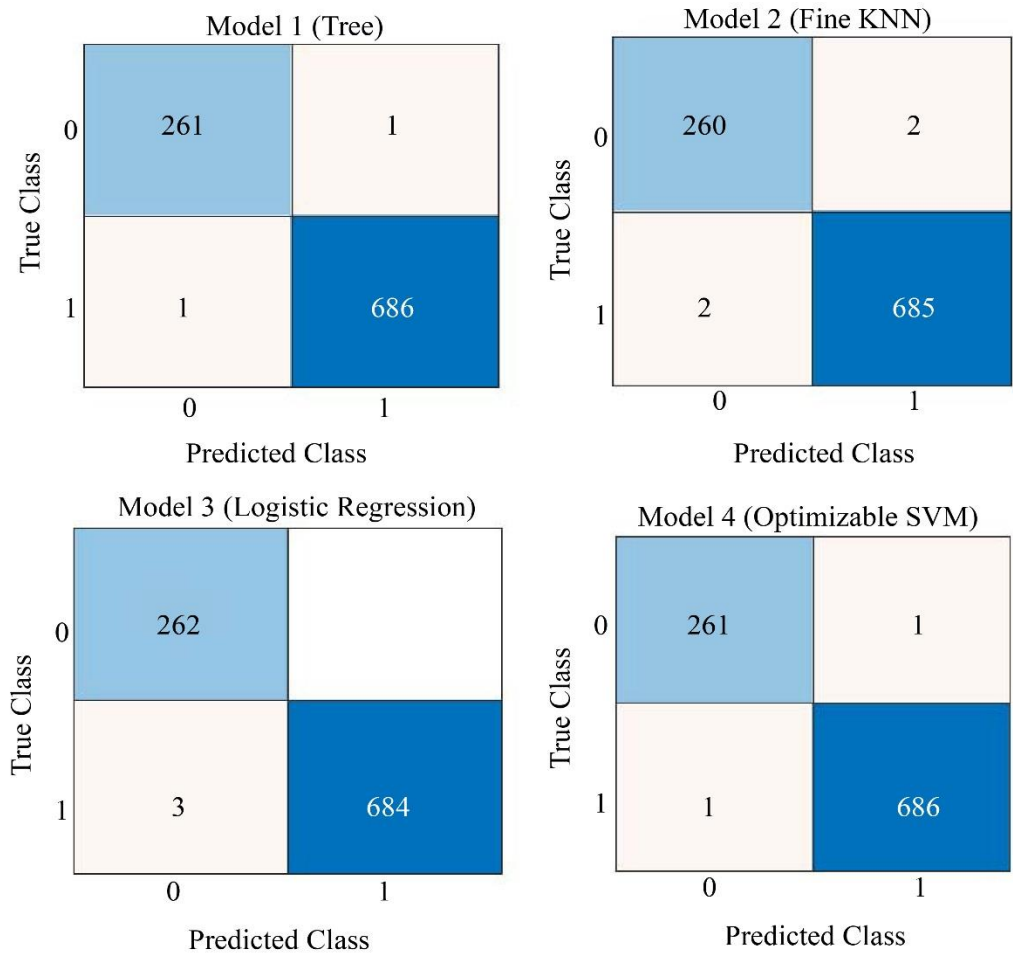 Model 1 (Tree)
True Class
0
261
1
1
1
686
0
1
Predicted Class
Model 2 (Fine KNN)
True Class
0
260
2
1
2
685
0
1
Predicted Class
Model 3 (Logistic Regression)
True Class
0
262
1
3
684
0
1
Predicted Class
Model 4 (Optimizable SVM)
True Class
0
261
1
1
1
686
0
1
Predicted Class